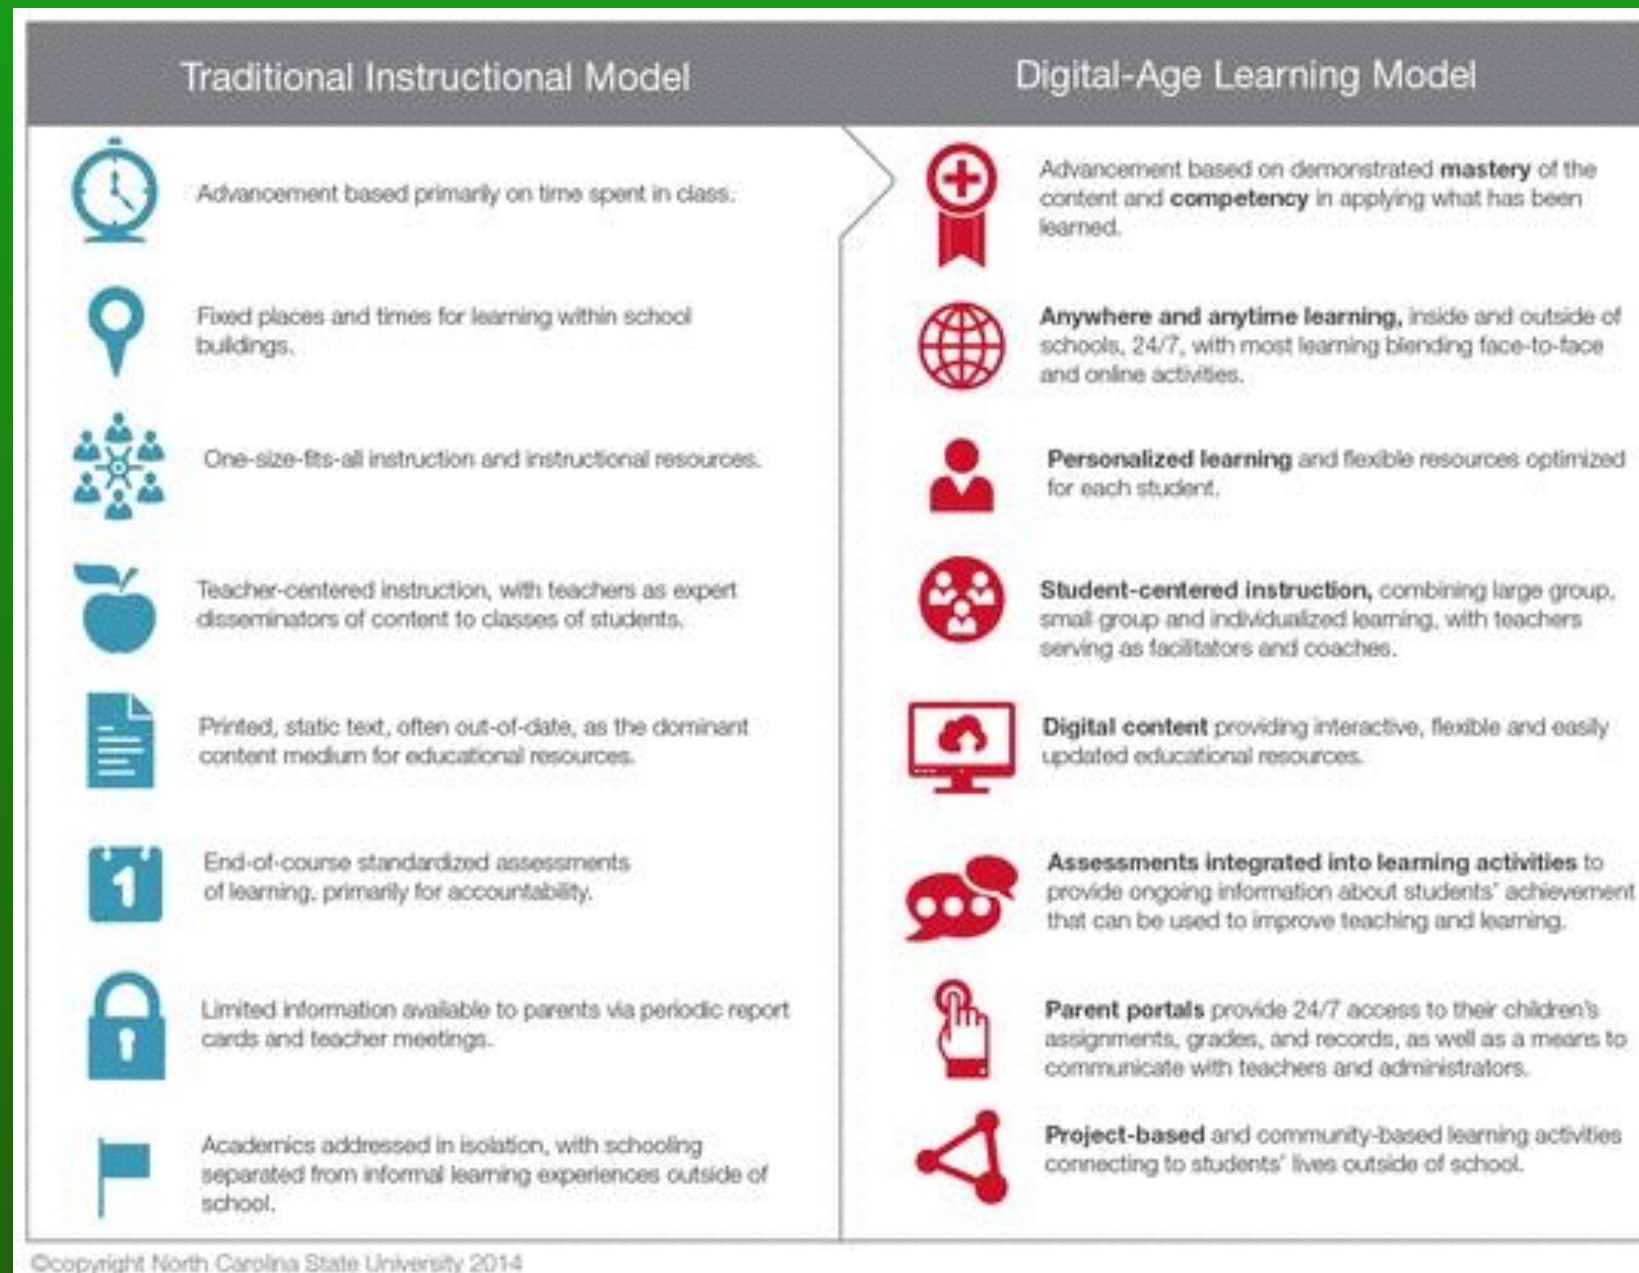 Traditional Instructional Model
Digital-Age Learning Model
Advancement based primarily on time spent in class.
Advancement based on demonstrated mastery of the
content and competency in applying what has been
learned.
Fixed places and times for learning within school
buildings.
Anywhere and anytime learning, inside and outside of
schools, 24/7, with most learning blending face-to-face
and online activities.
One-size-fits-all instruction and instructional resources.
Personalized learning and flexible resources optimized
for each student.
Teacher-centered instruction, with teachers as expert
disseminators of content to classes of students.
Student-centered instruction, combining large group,
small group and individualized learning, with teachers
serving as facilitators and coaches.
Printed, static text, often out-of-date, as the dominant
content medium for educational resources.
Digital content providing interactive, flexible and easily
updated educational resources.
1
End-of-course standardized assessments
of learning, primarily for accountability.
Assessments integrated into learning activities to
provide ongoing information about students' achievement
that can be used to improve teaching and learning.
Limited information available to parents via periodic report
cards and teacher meetings.
Parent portals provide 24/7 access to their children's
assignments, grades, and records, as well as a means to
communicate with teachers and administrators.
Academics addressed in isolation, with schooling
separated from informal learning experiences outside of
school.
Project-based and community-based learning activities
connecting to students' lives outside of school.
©copyright North Carolina State University 2014